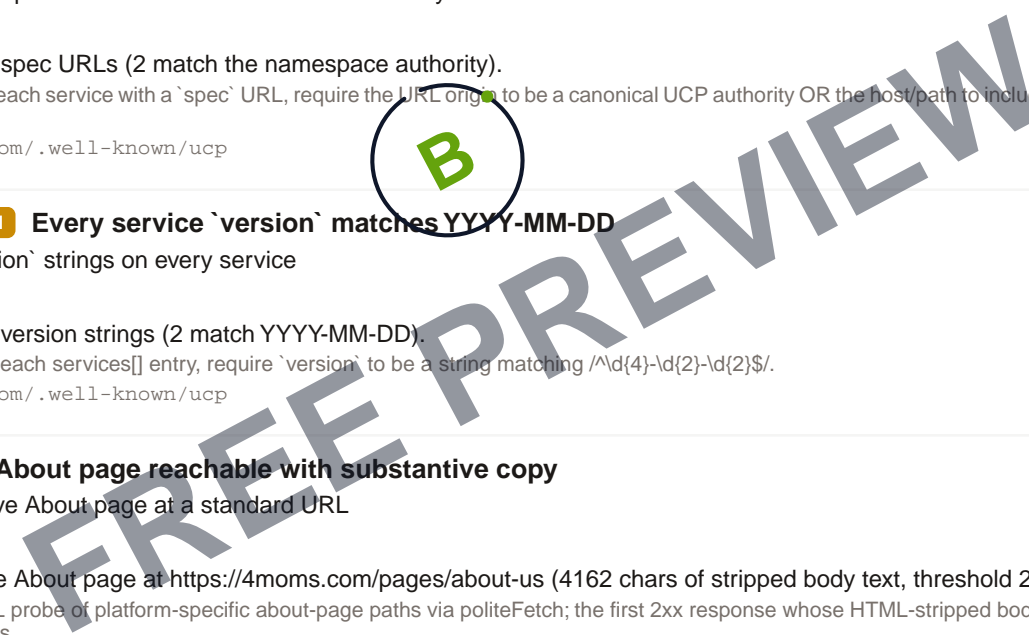 spec URLs (2 match the namespace authority).
each service with a `spec` URL, require the URL origin to be a canonical UCP authority OR the host/path to inclu
om/.well-known/ucp
B
Every service `version` matches YYYY-MM-DD
ion` strings on every service
version strings (2 match YYYY-MM-DD).
each services[] entry, require `version` to be a string matching /^\d{4}-\d{2}-\d{2}$/.
om/.well-known/ucp
About page reachable with substantive copy
ve About page at a standard URL
e About page at https://4moms.com/pages/about-us (4162 chars of stripped body text, threshold 2
L probe of platform-specific about-page paths via politeFetch; the first 2xx response whose HTML-stripped bod
s
FREE PREVIEW